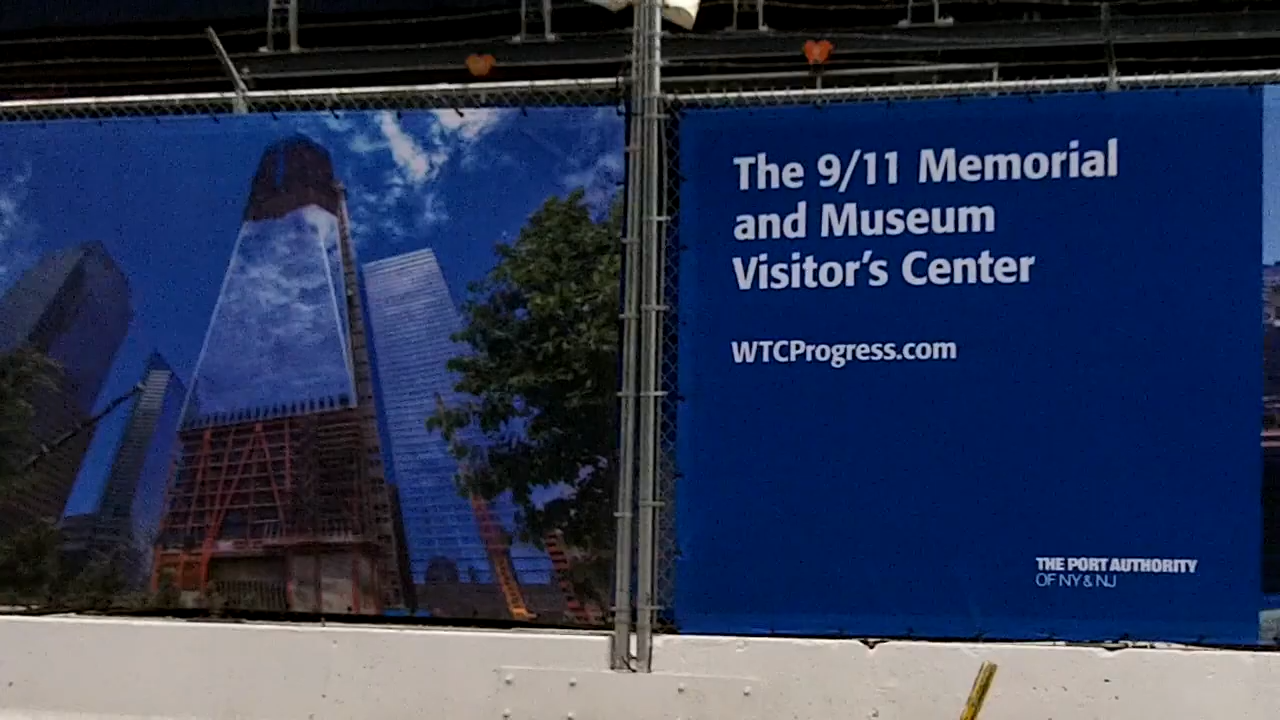 The 9/11 Memorial
and Museum
Visitor's Center
WTCProgress.com
THE PORT AUTHORITY
OF NY & NJ